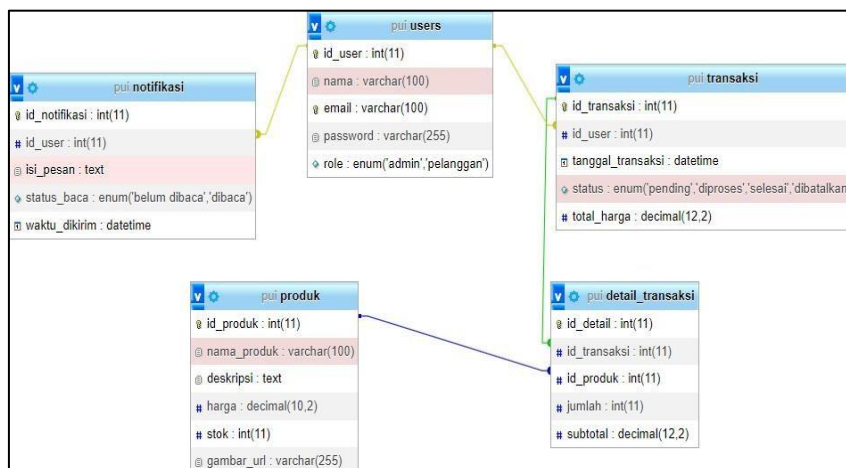 pui users
id_user : int(11)
nama : varchar(100)
email : varchar(100)
password : varchar(255)
role : enum('admin','pelanggan')
pui notifikasi
id_notifikasi : int(11)
id_user : int(11)
isi_pesan : text
status_baca : enum('belum dibaca','dibaca')
waktu_dikirim : datetime
pui transaksi
id_transaksi : int(11)
id_user : int(11)
tanggal_transaksi : datetime
status : enum('pending','diproses','selesai','dibatalkan
total_harga : decimal(12,2)
pui produk
id_produk : int(11)
nama_produk : varchar(100)
deskripsi : text
harga : decimal(10,2)
stok : int(11)
gambar_url : varchar(255)
pui detail_transaksi
id_detail : int(11)
id_transaksi : int(11)
id_produk : int(11)
jumlah : int(11)
subtotal : decimal(12,2)